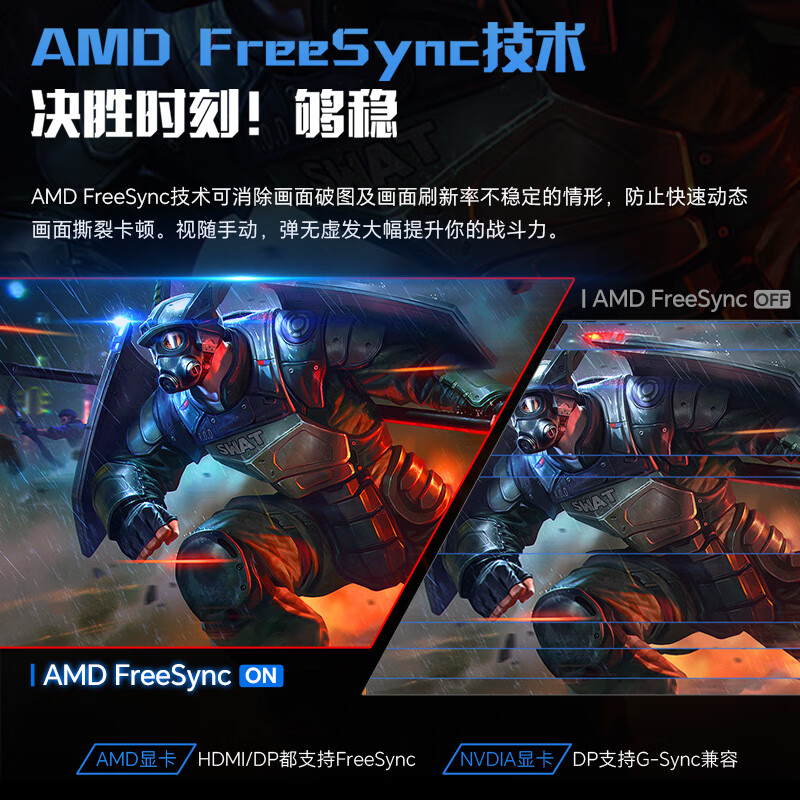 AMD FreeSync技术
决胜时刻！够稳
AMD FreeSync技术可消除画面破图及画面刷新率不稳定的情形，防止快速动态
画面撕裂卡顿。视随手动，弹无虚发大幅提升你的战斗力。
AMD FreeSync OFF
SWAT
SWAT
SWAT
AMD FreeSync ON
AMD显卡 HDMI/DP都支持FreeSync
NVDIA显卡 DP支持G-Sync兼容